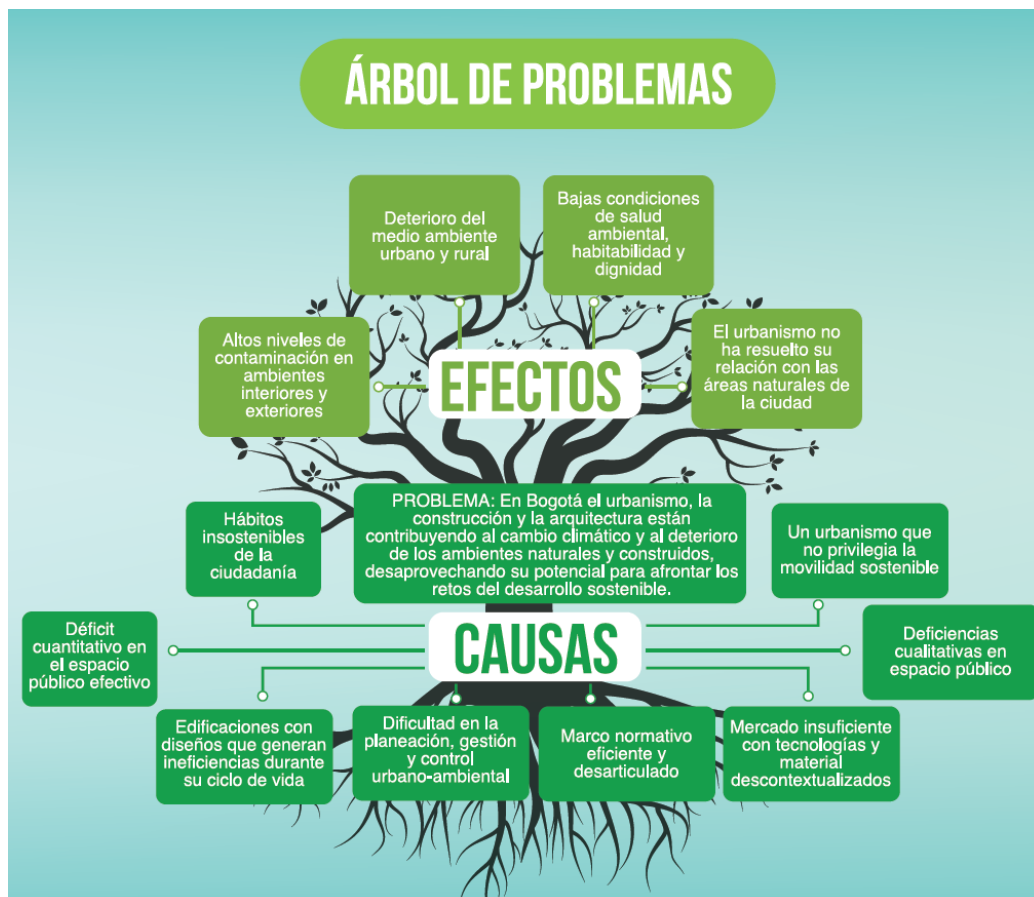 ÁRBOL DE PROBLEMAS
Deterioro del
medio ambiente
urbano y rural
Bajas condiciones
de salud
ambiental,
habitabilidad y
dignidad
Altos niveles de
contaminación en
ambientes
interiores y
exteriores
EFECTOS
El urbanismo no
ha resuelto su
relación con las
áreas naturales de
la ciudad
Hábitos
insostenibles
de la
ciudadanía
PROBLEMA: En Bogotá el urbanismo, la
construcción y la arquitectura están
contribuyendo al cambio climático y al deterioro
de los ambientes naturales y construidos,
desaprovechando su potencial para afrontar los
retos del desarrollo sostenible.
Un urbanismo que
no privilegia la
movilidad sostenible
Déficit
cuantitativo en
el espacio
público efectivo
CAUSAS
Deficiencias
cualitativas en
espacio público
Edificaciones con
diseños que generan
ineficiencias durante
su ciclo de vida
Dificultad en la
planeación, gestión
y control
urbano-ambiental
Marco normativo
eficiente y
desarticulado
Mercado insuficiente
con tecnologías y
material
descontextualizados